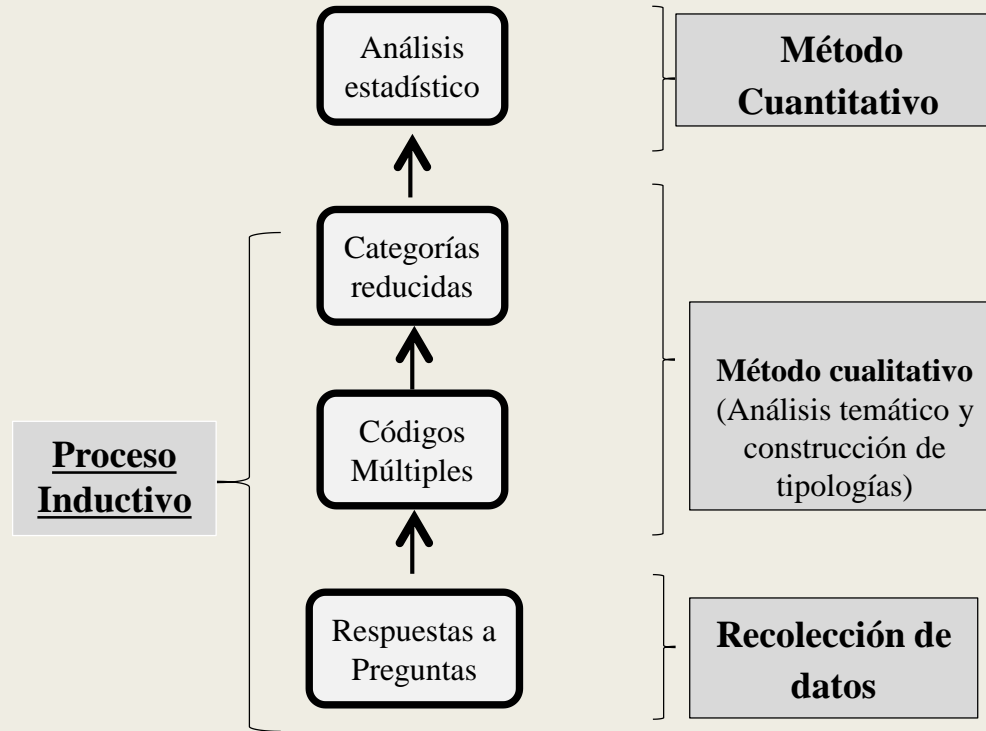 Análisis
estadístico
Método
Cuantitativo
Categorías
reducidas
Códigos
Múltiples
Método cualitativo
(Análisis temático y
construcción de
tipologías)
Proceso
Inductivo
Respuestas a
Preguntas
Recolección de
datos